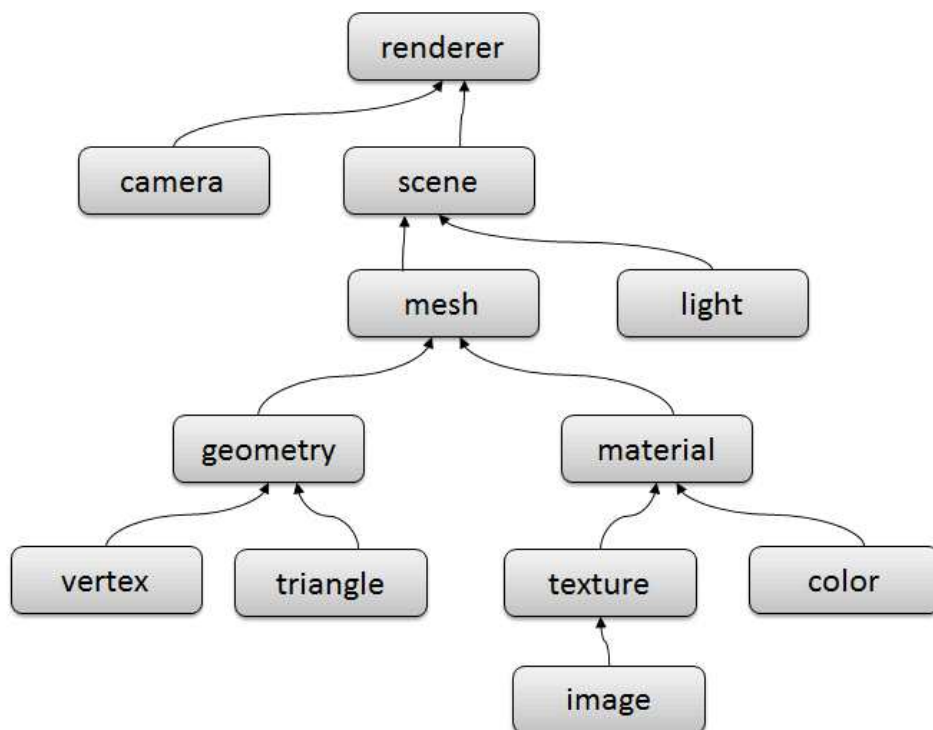 renderer
camera
scene
mesh
light
geometry
material
vertex
triangle
texture
color
image